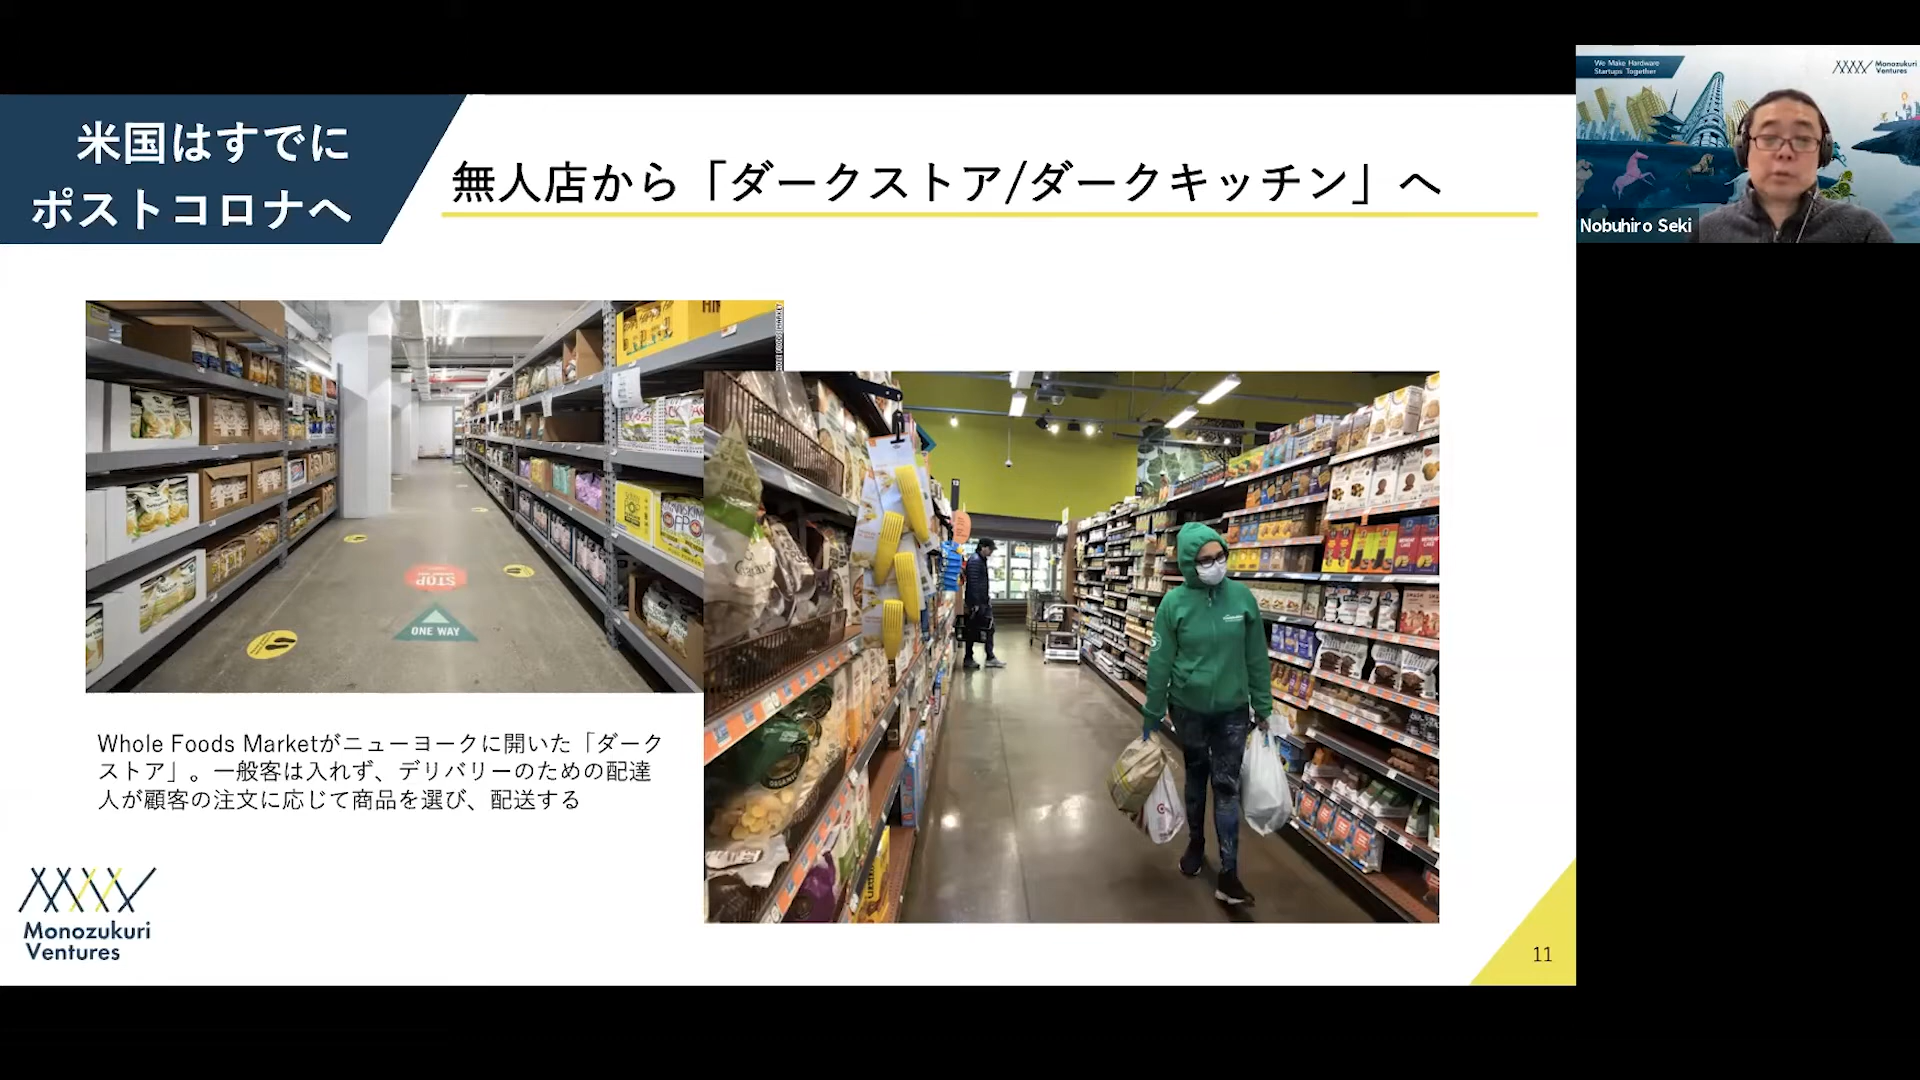 米国はすでに
ポストコロナへ
無人店から「ダークストア/ダークキッチン」へ
We Make Hardware
Startups Together
Monozukuri
Ventures
Nobuhiro Seki
WHOLE FOODS MARKET
STOP
ONE WAY
Whole Foods Marketがニューヨークに開いた「ダーク
ストア」。一般客は入れず、デリバリーのための配達
人が顧客の注文に応じて商品を選び、配送する
Monozukuri
Ventures
11